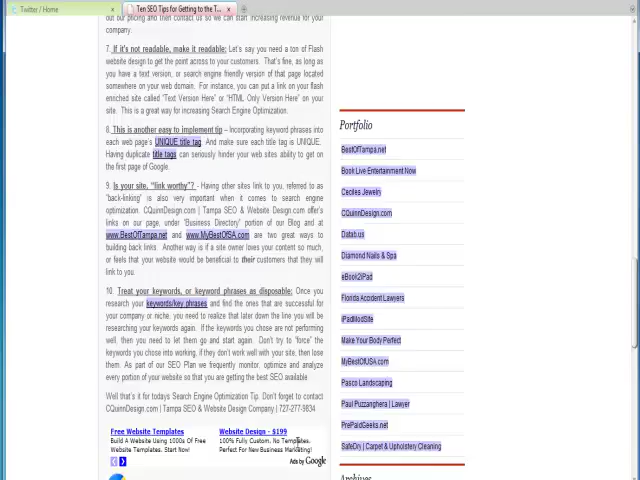 Twitter / Home
Ten SEO Tips for Getting to the T...
out our pricing and then contact us so we can start increasing revenue for your
company.
7. If it's not readable, make it readable: Let's say you need a ton of Flash
website design to get the point across to your customers. That's fine, as long as
you have a text version, or search engine friendly version of that page located
somewhere on your web domain. For instance, you can put a link on your flash
enriched site called "Text Version Here" or "HTML Only Version Here" on your
site. This is a great way for increasing Search Engine Optimization.
8. This is another easy to implement tip – Incorporating keyword phrases into
each web page's UNIQUE title tag. And make sure each title tag is UNIQUE.
Having duplicate title tags can seriously hinder your web sites ability to get on
the first page of Google.
9. Is your site, "link worthy"? - Having other sites link to you, referred to as
"back-linking" is also very important when it comes to search engine
optimization. CQuinnDesign.com | Tampa SEO & Website Design.com offer's
links on our page, under "Business Directory" portion of our Blog and at
www.BestOfTampa.net and www.MyBestOfSA.com are two great ways to
building back links. Another way is if a site owner loves your content so much,
or feels that your website would be beneficial to their customers that they will
link to you.
10. Treat your keywords, or keyword phrases as disposable: Once you
research your keywords/key phrases and find the ones that are successful for
your company or niche, you need to realize that later down the line you will be
researching your keywords again. If the keywords you chose are not performing
well, then you need to let them go and start again. Don't try to "force" the
keywords you chose into working, if they don't work well with your site, then lose
them. As part of our SEO Plan we frequently monitor, optimize and analyze
every portion of your website so that you are getting the best SEO available
Well that's it for todays Search Engine Optimization Tip. Don't forget to contact
CQuinnDesign.com | Tampa SEO & Website Design Company | 727-277-9834
Free Website Templates
Build A Website Using 1000s Of Free
Website Templates. Start Now!
Website Design - $199
100% Fully Custom. No Templates.
Perfect For New Business Marketing!
Ads by Google
Portfolio
BestOfTampa.net
Book Live Entertainment Now
Ceciles Jewelry
CQuinnDesign.com
Datab.us
Diamond Nails & Spa
eBook2iPad
Florida Accident Lawyers
iPadModSite
Make Your Body Perfect
MyBestOfUSA.com
Pasco Landscaping
Paul Puzzanghera | Lawyer
PrePaidGeeks.net
SafeDry | Carpet & Upholstery Cleaning
Archives